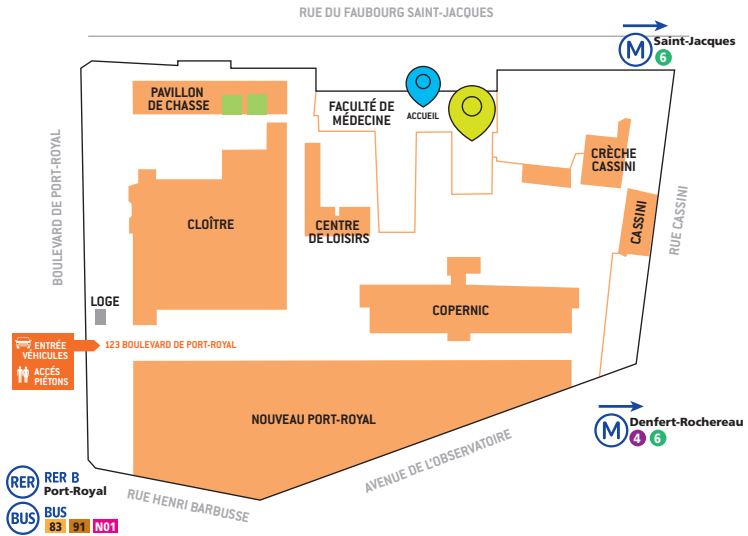 RUE DU FAUBOURG SAINT-JACQUES
M
Saint-Jacques
6
PAVILLON
DE CHASSE
FACULTÉ DE
MÉDECINE
ACCUEIL
CRÈCHE
CASSINI
BOULEVARD DE PORT-ROYAL
CLOÎTRE
CENTRE
DE LOISIRS
CASSINI
RUE CASSINI
LOGE
COPERNIC
ENTRÉE
VÉHICULES
ACCÉS
PIÉTONS
123 BOULEVARD DE PORT-ROYAL
NOUVEAU PORT-ROYAL
M
Denfert-Rochereau
4 6
AVENUE DE L'OBSERVATOIRE
RUE HENRI BARBUSSE
RER
RER B
Port-Royal
BUS
BUS
83 91 N01